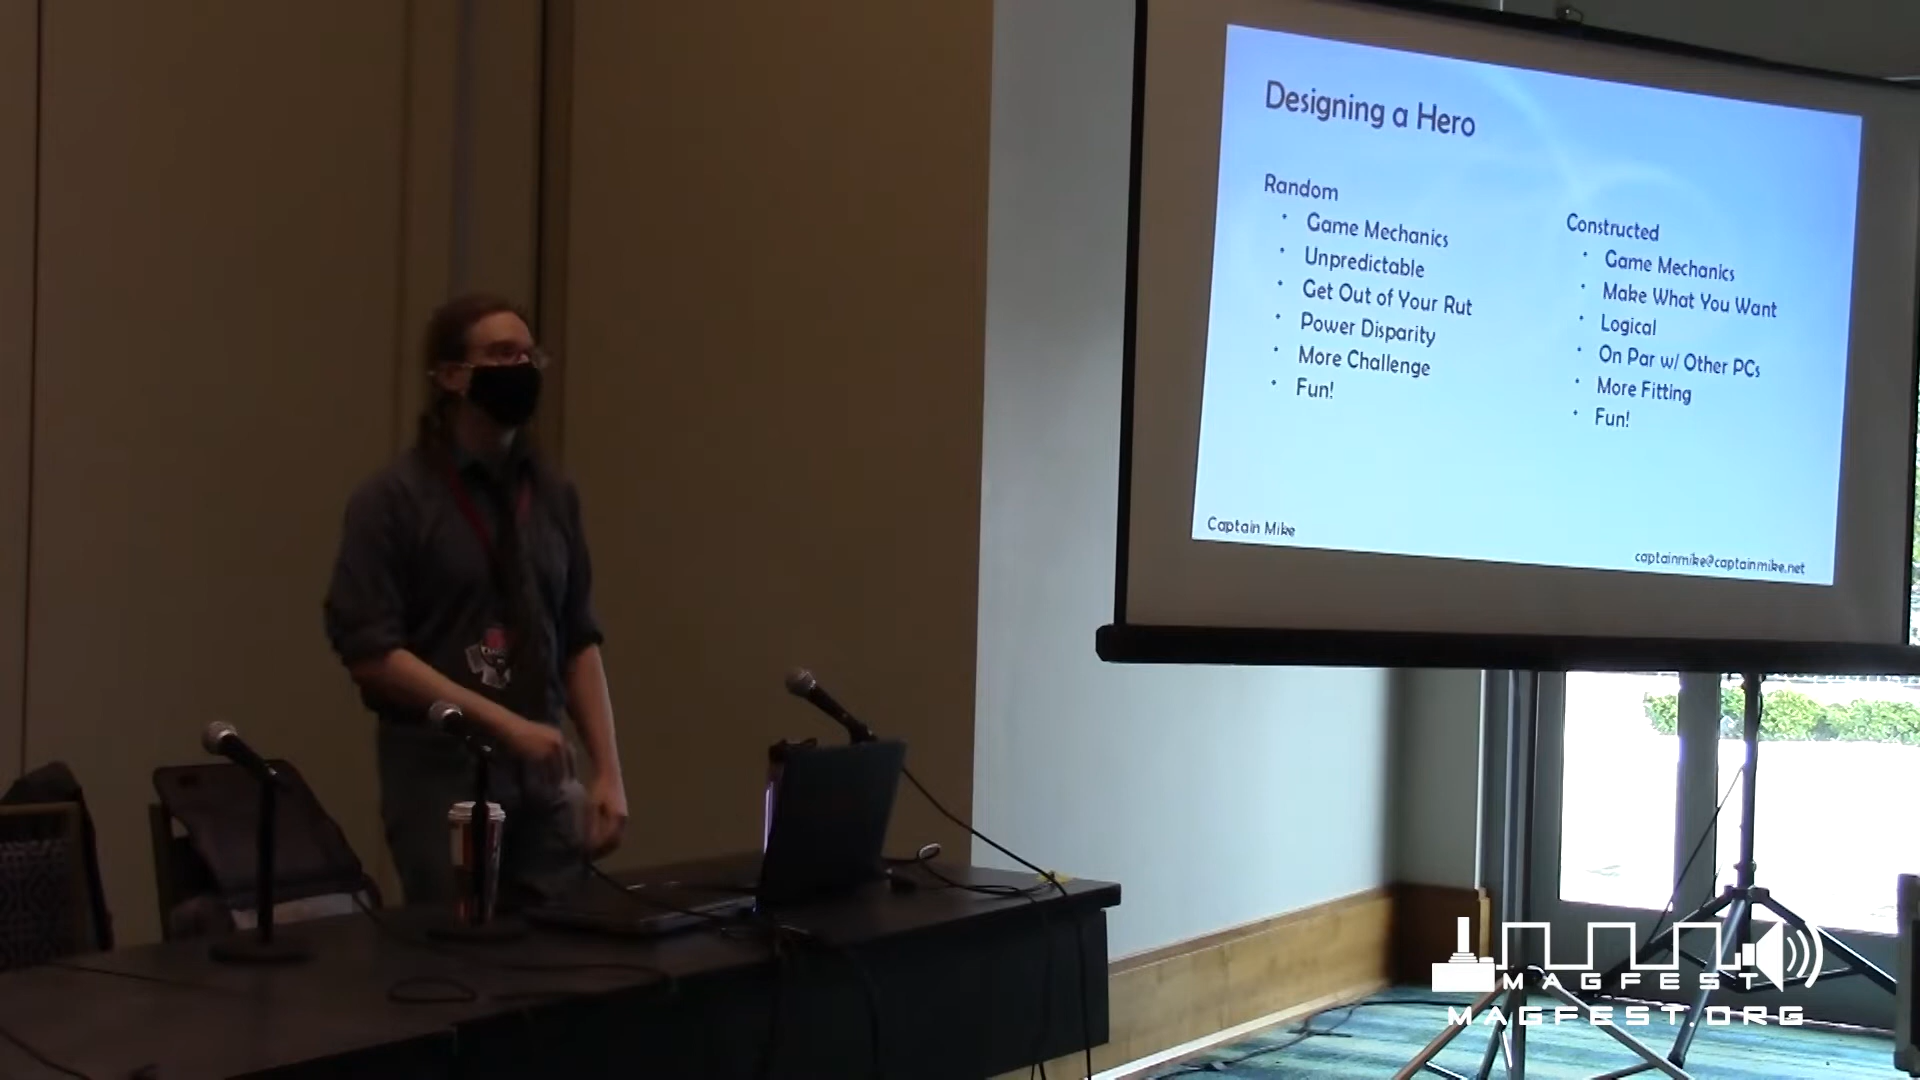 Designing a Hero
Random
Game Mechanics
Unpredictable
Get Out of Your Rut
Power Disparity
More Challenge
Fun!
Constructed
Game Mechanics
Make What You Want
Logical
On Par w/ Other PCs
More Fitting
Fun!
Captain Mike
captainmike@captainmike.net
MAGFEST
MAGFEST.ORG